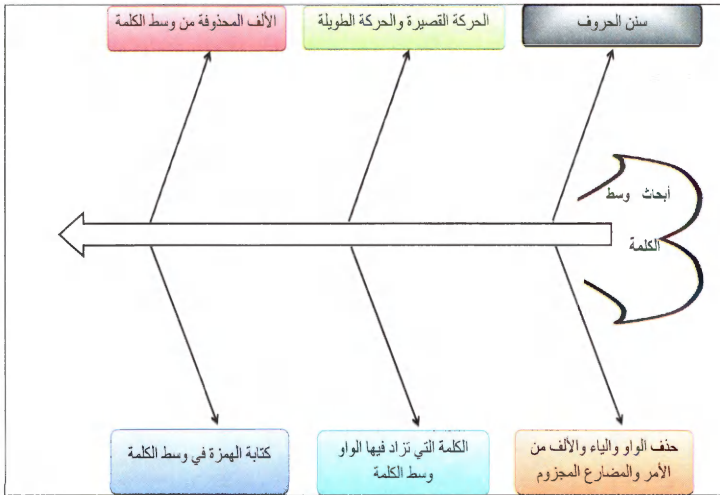 سنن الحروف
الحركة القصيرة والحركة الطويلة
الألف المحذوفة من وسط الكلمة
أبحاث وسط
الكلمة
حذف الواو والياء والألف من
الأمر والمضارع المجزوم
الكلمة التي تزاد فيها الواو
وسط الكلمة
كتابة الهمزة في وسط الكلمة